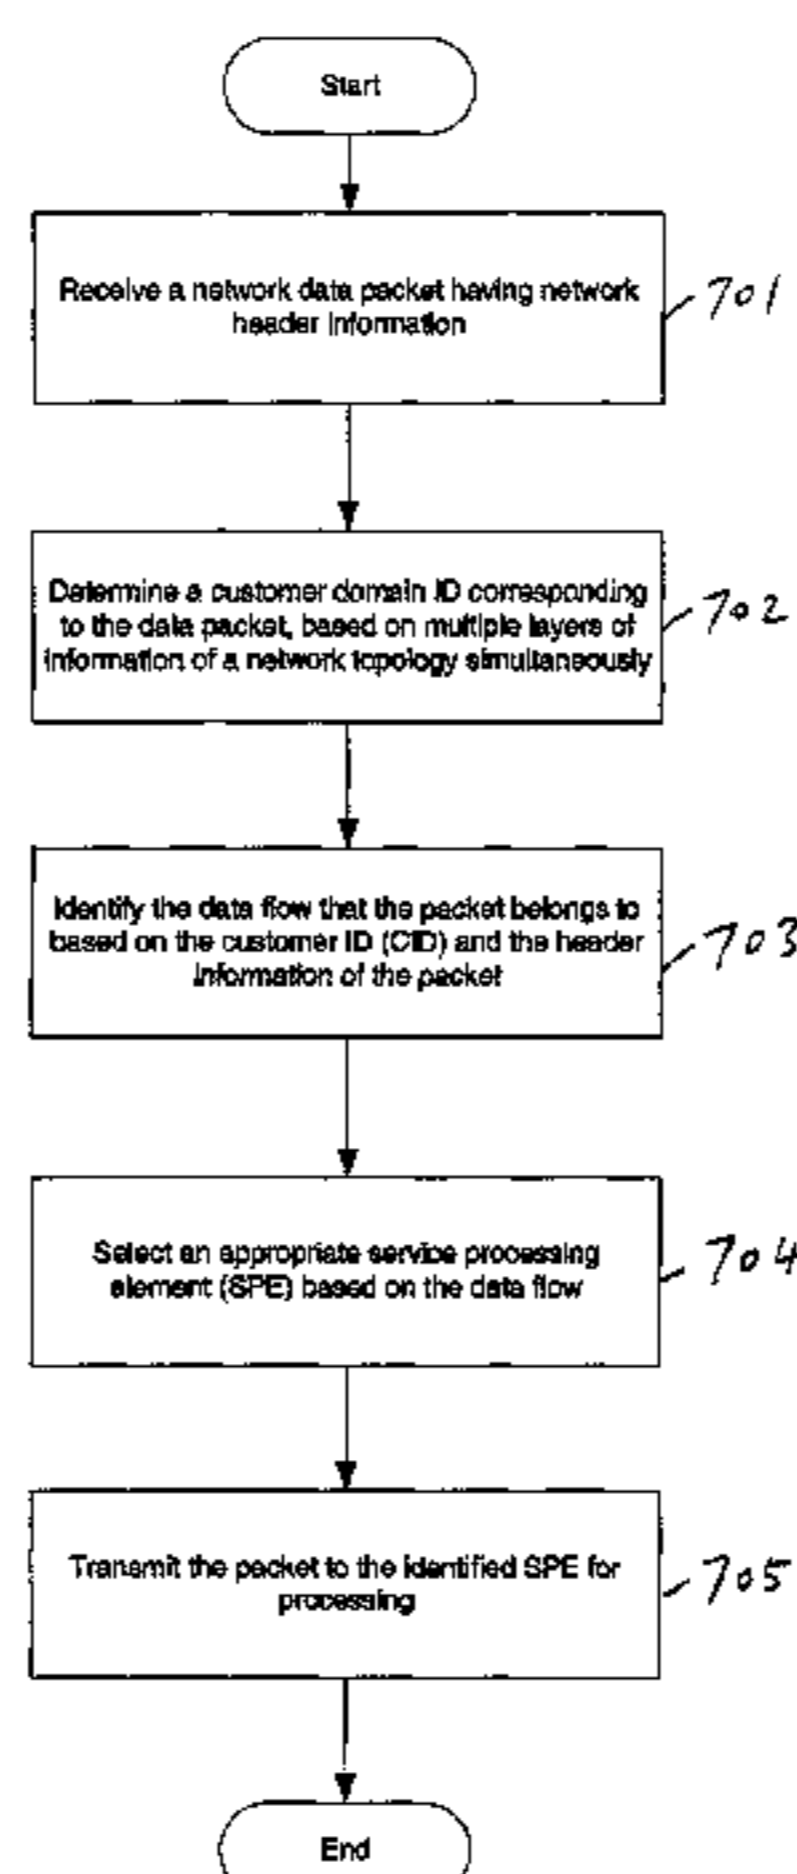 Start
Receive a network data packet having network
header information
701
Determine a customer domain ID corresponding
to the data packet, based on multiple layers of
information of a network topology simultaneously
702
Identify the data flow that the packet belongs to
based on the customer ID (CID) and the header
information of the packet
703
Select an appropriate service processing
element (SPE) based on the data flow
704
Transmit the packet to the identified SPE for
processing
705
End